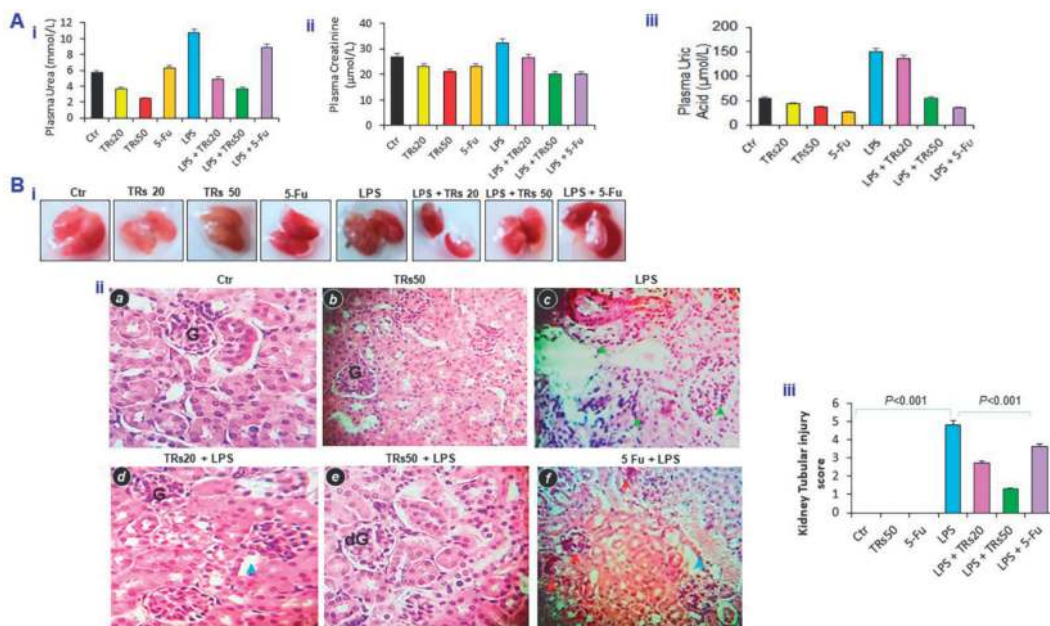 A
i
Plasma Urea (mmol/L)
12
10
8
6
4
2
0
Ctr
TRs20
TRs50
5-Fu
LPS
LPS + TRs20
LPS + TRs50
LPS + 5-Fu
ii
Plasma Creatinine
(µmol/L)
40
30
20
10
0
Ctr
TRs20
TRs50
5-Fu
LPS
LPS + TRs20
LPS + TRs50
LPS + 5-Fu
iii
Plasma Uric
Acid (µmol/L)
200
150
100
50
0
Ctr
TRs20
TRs50
5-Fu
LPS
LPS + TRs20
LPS + TRs50
LPS + 5-Fu
B
i
Ctr
TRs 20
TRs 50
5-Fu
LPS
LPS + TRs 20
LPS + TRs 50
LPS + 5-Fu
ii
Ctr
TRs50
LPS
a
G
b
G
c
TRs20 + LPS
TRs50 + LPS
5 Fu + LPS
d
G
e
dG
f
iii
P<0.001
P<0.001
Kidney Tubular injury
score
6
5
4
3
2
1
0
Ctr
TRs50
5-Fu
LPS
LPS + TRs20
LPS + TRs50
LPS + 5-Fu